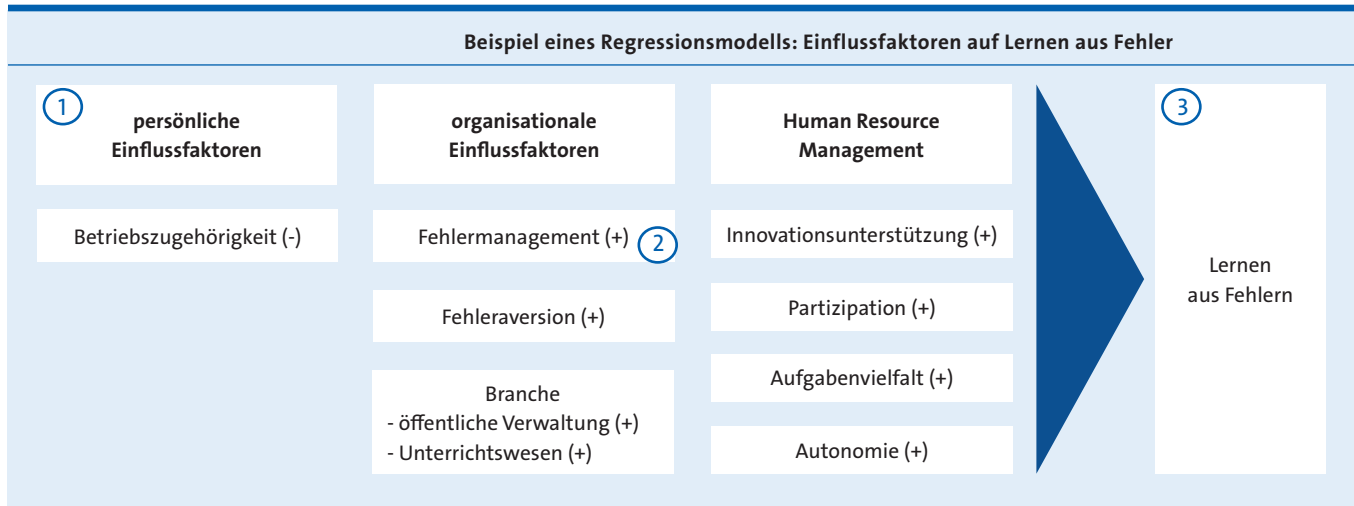 Beispiel eines Regressionsmodells: Einflussfaktoren auf Lernen aus Fehler
1
persönliche
Einflussfaktoren
Betriebszugehörigkeit (-)
organisationale
Einflussfaktoren
Fehlermanagement (+)
2
Fehleraversion (+)
Branche
- öffentliche Verwaltung (+)
- Unterrichtswesen (+)
Human Resource
Management
Innovationsunterstützung (+)
Partizipation (+)
Aufgabenvielfalt (+)
Autonomie (+)
3
Lernen
aus Fehlern